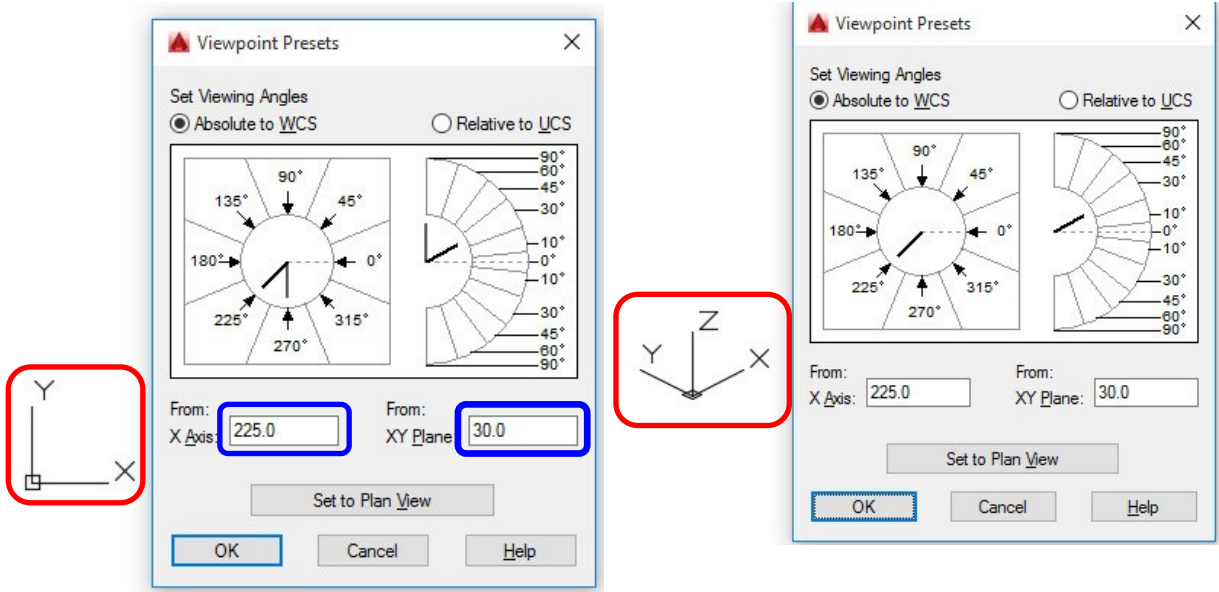 Viewpoint Presets
Set Viewing Angles
Absolute to WCS Relative to UCS
90°
135° 45°
180° 0°
225° 315°
270°
90°
60°
45°
30°
10°
0°
10°
30°
45°
60°
90°
From:
X Axis: 225.0
From:
XY Plane: 30.0
Set to Plan View
OK Cancel Help
Y
X
Viewpoint Presets
Set Viewing Angles
Absolute to WCS Relative to UCS
90°
135° 45°
180° 0°
225° 315°
270°
90°
60°
45°
30°
10°
0°
10°
30°
45°
60°
90°
From:
X Axis: 225.0
From:
XY Plane: 30.0
Set to Plan View
OK Cancel Help
Z
Y X